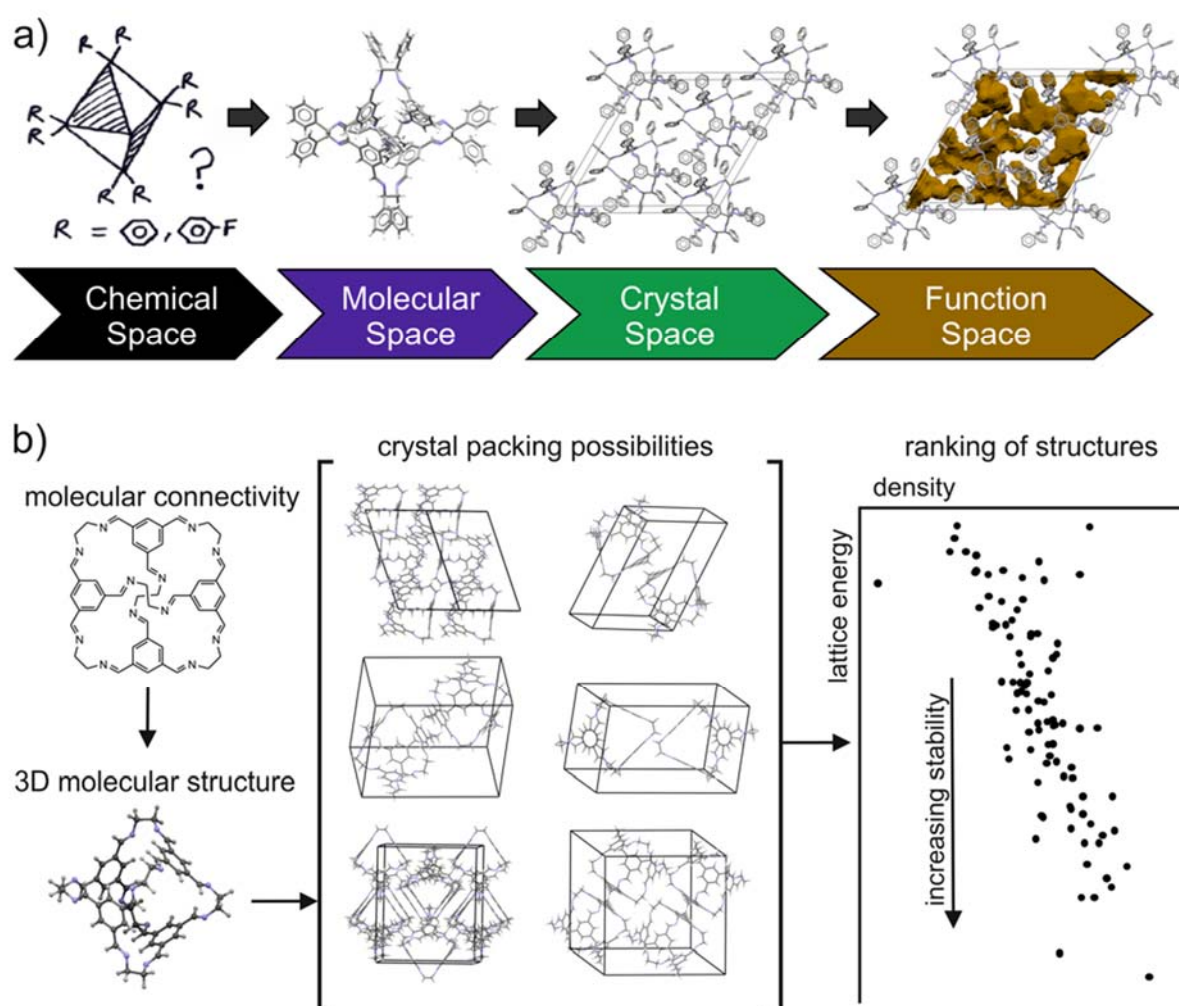 a)
R R
R
R
R
R
R R
?
R = , -F
Chemical
Space
Molecular
Space
Crystal
Space
Function
Space
b)
molecular connectivity
N N
N N
N
N
N
N
N N
N N
3D molecular structure
crystal packing possibilities
ranking of structures
density
lattice energy
increasing stability